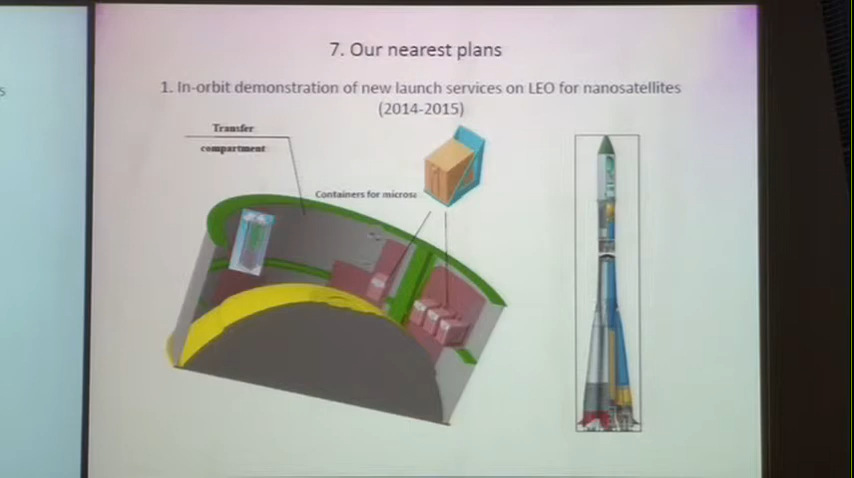 7. Our nearest plans
1. In-orbit demonstration of new launch services on LEO for nanosatellites
(2014-2015)
Transfer
compartment
Containers for